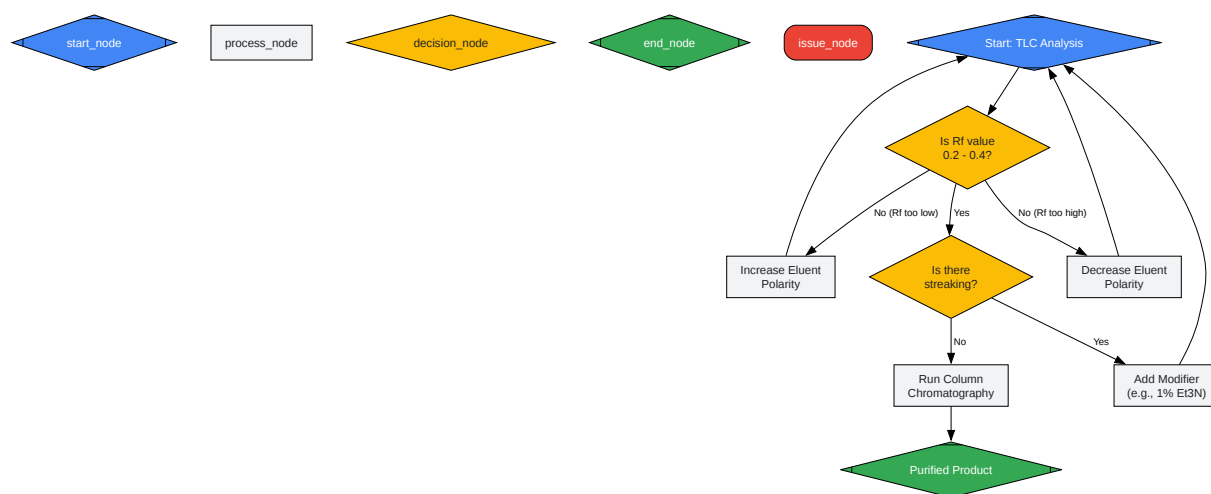 start_node
process_node
decision_node
end_node
issue_node
Start: TLC Analysis
Is Rf value
0.2 - 0.4?
No (Rf too low)
Yes
No (Rf too high)
Increase Eluent
Polarity
Is there
streaking?
Decrease Eluent
Polarity
No
Yes
Run Column
Chromatography
Add Modifier
(e.g., 1% Et3N)
Purified Product